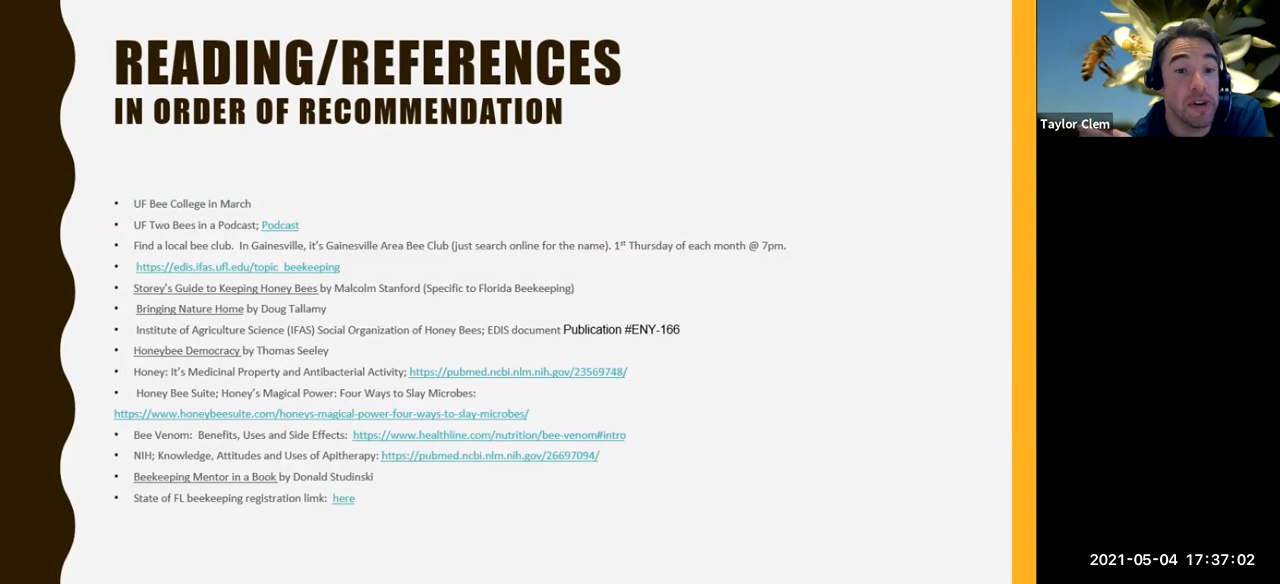 READING/REFERENCES
IN ORDER OF RECOMMENDATION
• UF Bee College in March
• UF Two Bees in a Podcast; Podcast
• Find a local bee club.  In Gainesville, it's Gainesville Area Bee Club (just search online for the name). 1st Thursday of each month @ 7pm.
• https://edis.ifas.ufl.edu/topic_beekeeping
• Storey's Guide to Keeping Honey Bees by Malcolm Stanford (Specific to Florida Beekeeping)
• Bringing Nature Home by Doug Tallamy
• Institute of Agriculture Science (IFAS) Social Organization of Honey Bees; EDIS document Publication #ENY-166
• Honeybee Democracy by Thomas Seeley
• Honey: It's Medicinal Property and Antibacterial Activity; https://pubmed.ncbi.nlm.nih.gov/23569748/
• Honey Bee Suite; Honey's Magical Power: Four Ways to Slay Microbes:
https://www.honeybeesuite.com/honeys-magical-power-four-ways-to-slay-microbes/
• Bee Venom:  Benefits, Uses and Side Effects:  https://www.healthline.com/nutrition/bee-venom#intro
• NIH; Knowledge, Attitudes and Uses of Apitherapy: https://pubmed.ncbi.nlm.nih.gov/26697094/
• Beekeeping Mentor in a Book by Donald Studinski
• State of FL beekeeping registration limk:  here
Taylor Clem
2021-05-04 17:37:02